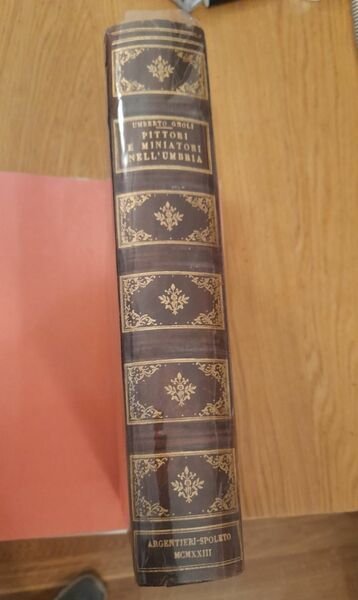 UMBERTO GNOLI
PITTORI
E MINIATORI
NELL'UMBRIA
ARGENTIERI-SPOLETO
MCMXXIII